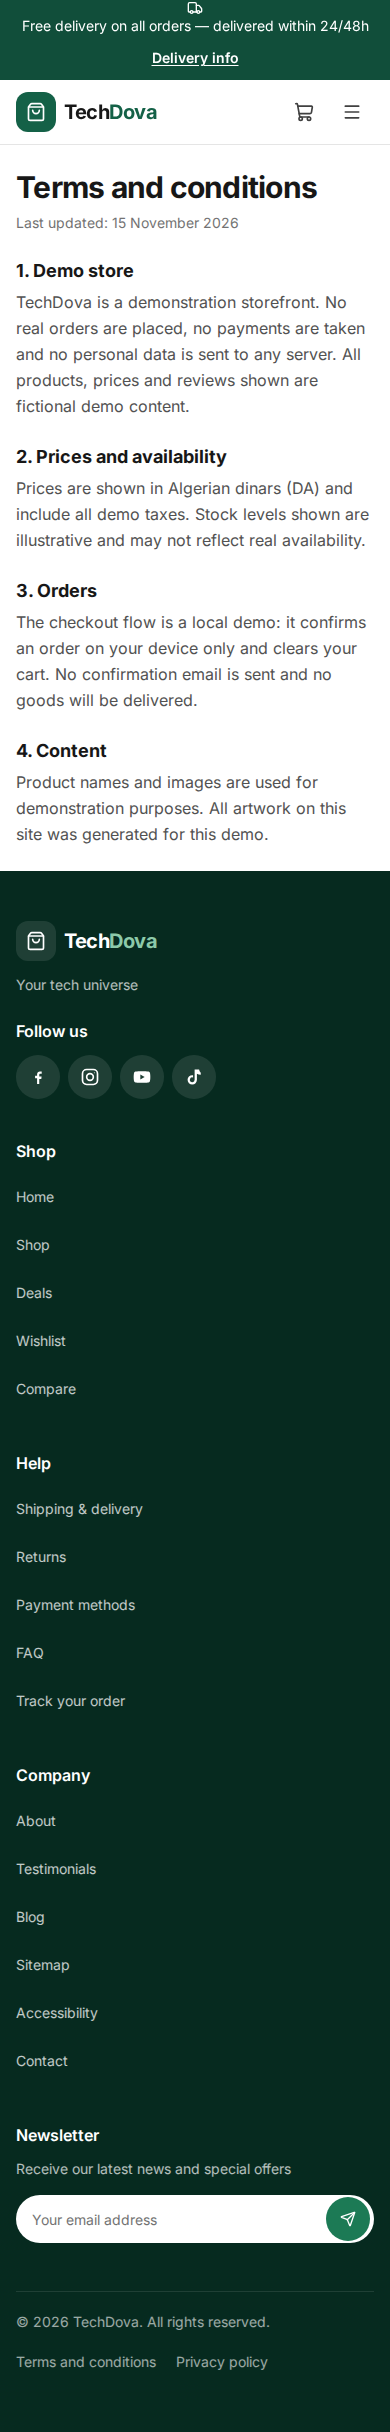 Free delivery on all orders — delivered within 24/48h
Delivery info
TechDova
Terms and conditions
Last updated: 15 November 2026
1. Demo store
TechDova is a demonstration storefront. No
real orders are placed, no payments are taken
and no personal data is sent to any server. All
products, prices and reviews shown are
fictional demo content.
2. Prices and availability
Prices are shown in Algerian dinars (DA) and
include all demo taxes. Stock levels shown are
illustrative and may not reflect real availability.
3. Orders
The checkout flow is a local demo: it confirms
an order on your device only and clears your
cart. No confirmation email is sent and no
goods will be delivered.
4. Content
Product names and images are used for
demonstration purposes. All artwork on this
site was generated for this demo.
TechDova
Your tech universe
Follow us
Shop
Home
Shop
Deals
Wishlist
Compare
Help
Shipping & delivery
Returns
Payment methods
FAQ
Track your order
Company
About
Testimonials
Blog
Sitemap
Accessibility
Contact
Newsletter
Receive our latest news and special offers
Your email address
© 2026 TechDova. All rights reserved.
Terms and conditions Privacy policy